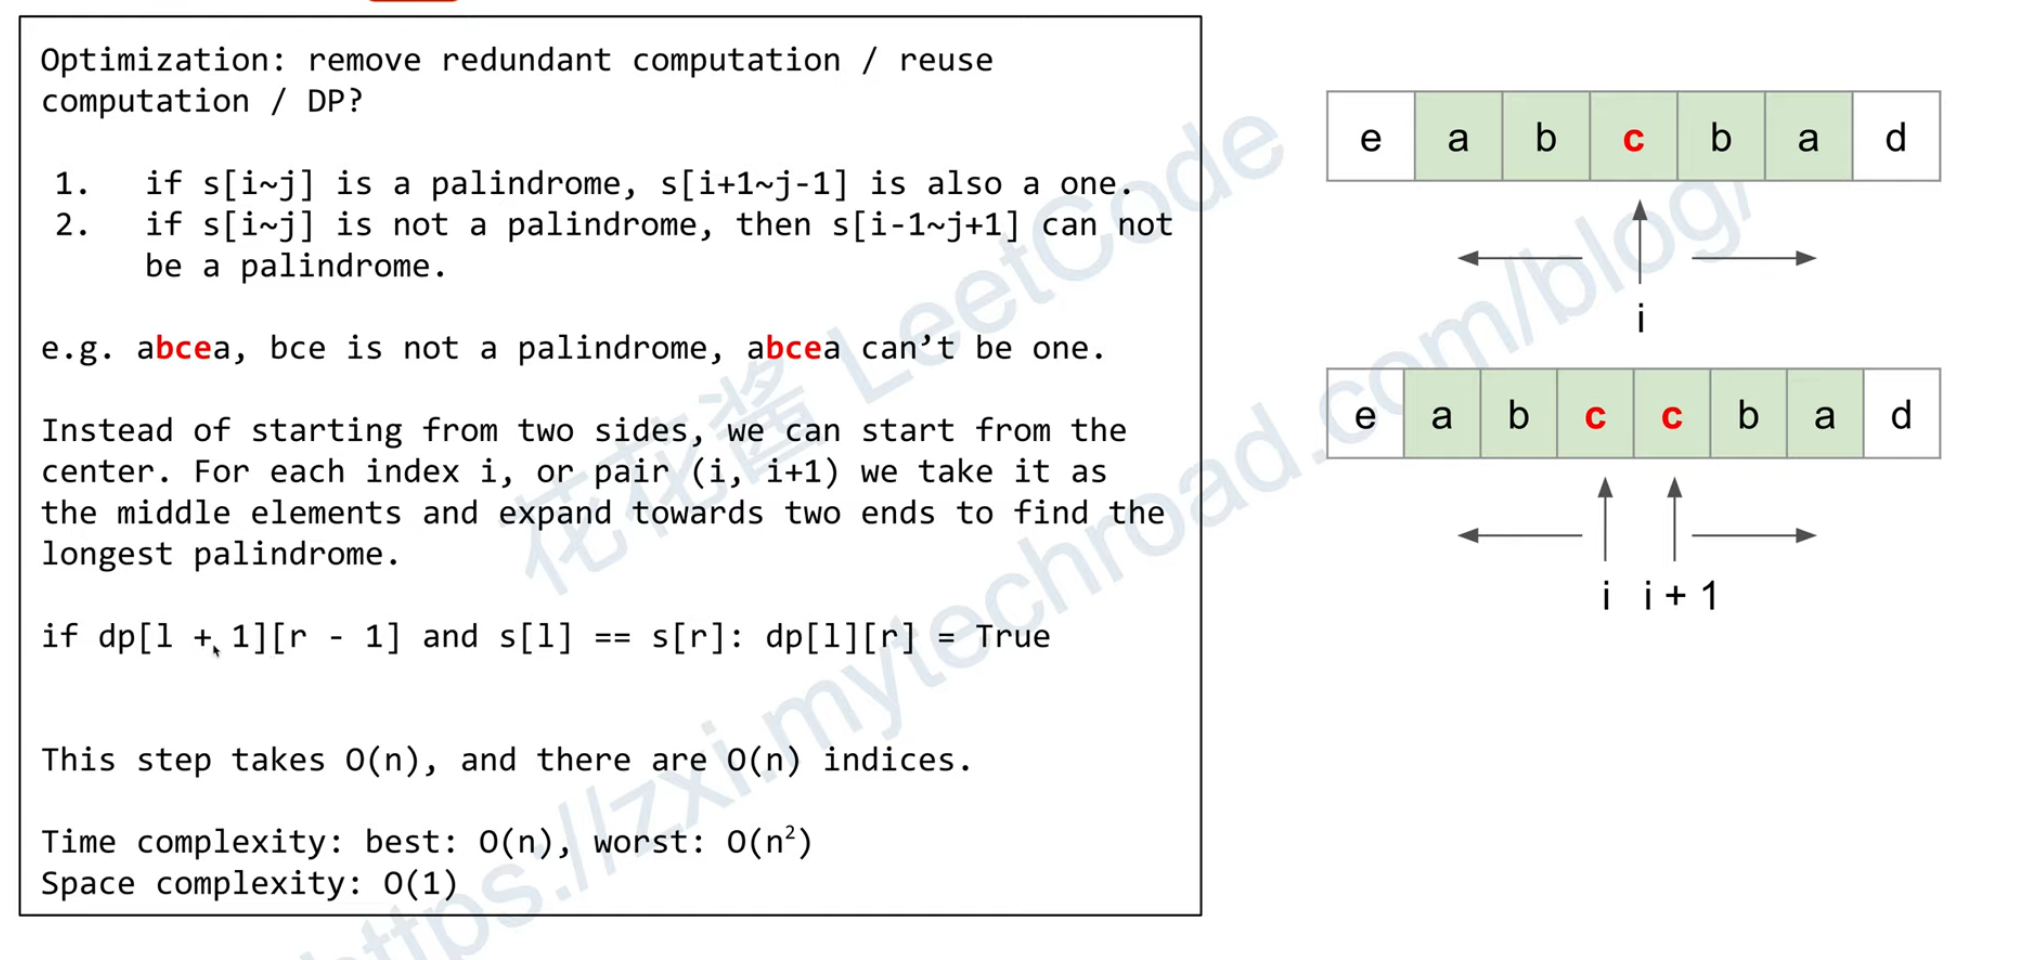 Optimization: remove redundant computation / reuse
computation / DP?
1. if s[i~j] is a palindrome, s[i+1~j-1] is also a one.
2. if s[i~j] is not a palindrome, then s[i-1~j+1] can not
be a palindrome.
e.g. abcea, bce is not a palindrome, abcea can’t be one.
Instead of starting from two sides, we can start from the
center. For each index i, or pair (i, i+1) we take it as
the middle elements and expand towards two ends to find the
longest palindrome.
if dp[l + 1][r - 1] and s[l] == s[r]: dp[l][r] = True
This step takes O(n), and there are O(n) indices.
Time complexity: best: O(n), worst: O(n²)
Space complexity: O(1)
e a b c b a d
i
e a b c c b a d
i i + 1
花花酱 LeetCode
https://zxi.mytechroad.com/blog/